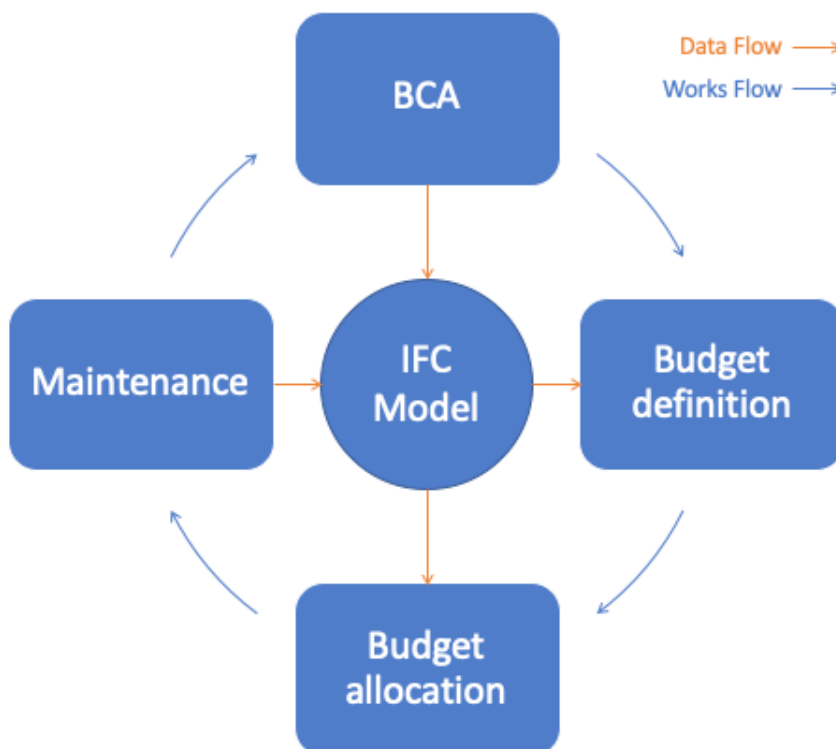 BCA
Data Flow
Works Flow
Maintenance
IFC
Model
Budget
definition
Budget
allocation